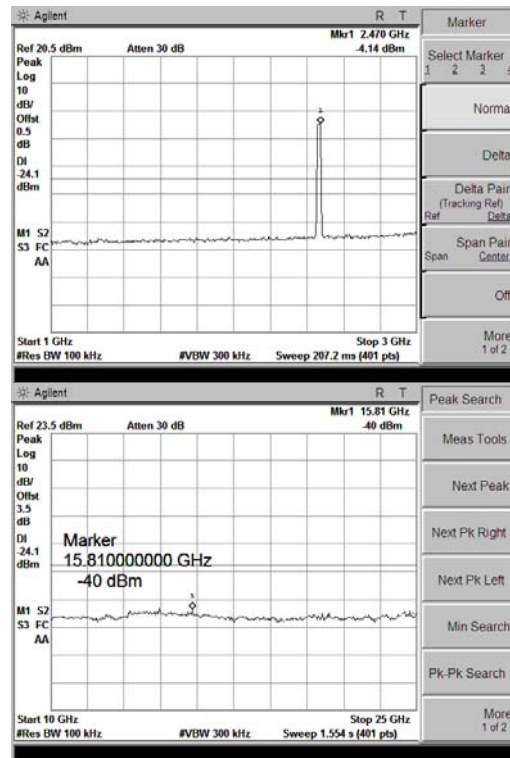 Agilent R T
Mkr1 2.470 GHz
Ref 20.5 dBm Atten 30 dB -4.14 dBm
Peak
Log
10
dB/
Offst
0.5
dB
DI
-24.1
dBm
M1 S2
S3 FC
AA
1
Start 1 GHz Stop 3 GHz
#Res BW 100 kHz #VBW 300 kHz Sweep 207.2 ms (401 pts)
Marker
Select Marker
1 2 3 4
Norma
Delta
Delta Pair
(Tracking Ref)
Ref Delta
Span Pair
Span Center
Off
More
1 of 2
Agilent R T
Mkr1 15.81 GHz
Ref 23.5 dBm Atten 30 dB -40 dBm
Peak
Log
10
dB/
Offst
3.5
dB
DI
-24.1
dBm
Marker
15.810000000 GHz
-40 dBm
1
M1 S2
S3 FC
AA
Start 10 GHz Stop 25 GHz
#Res BW 100 kHz #VBW 300 kHz Sweep 1.554 s (401 pts)
Peak Search
Meas Tools
Next Peak
Next Pk Right
Next Pk Left
Min Search
Pk-Pk Search
More
1 of 2